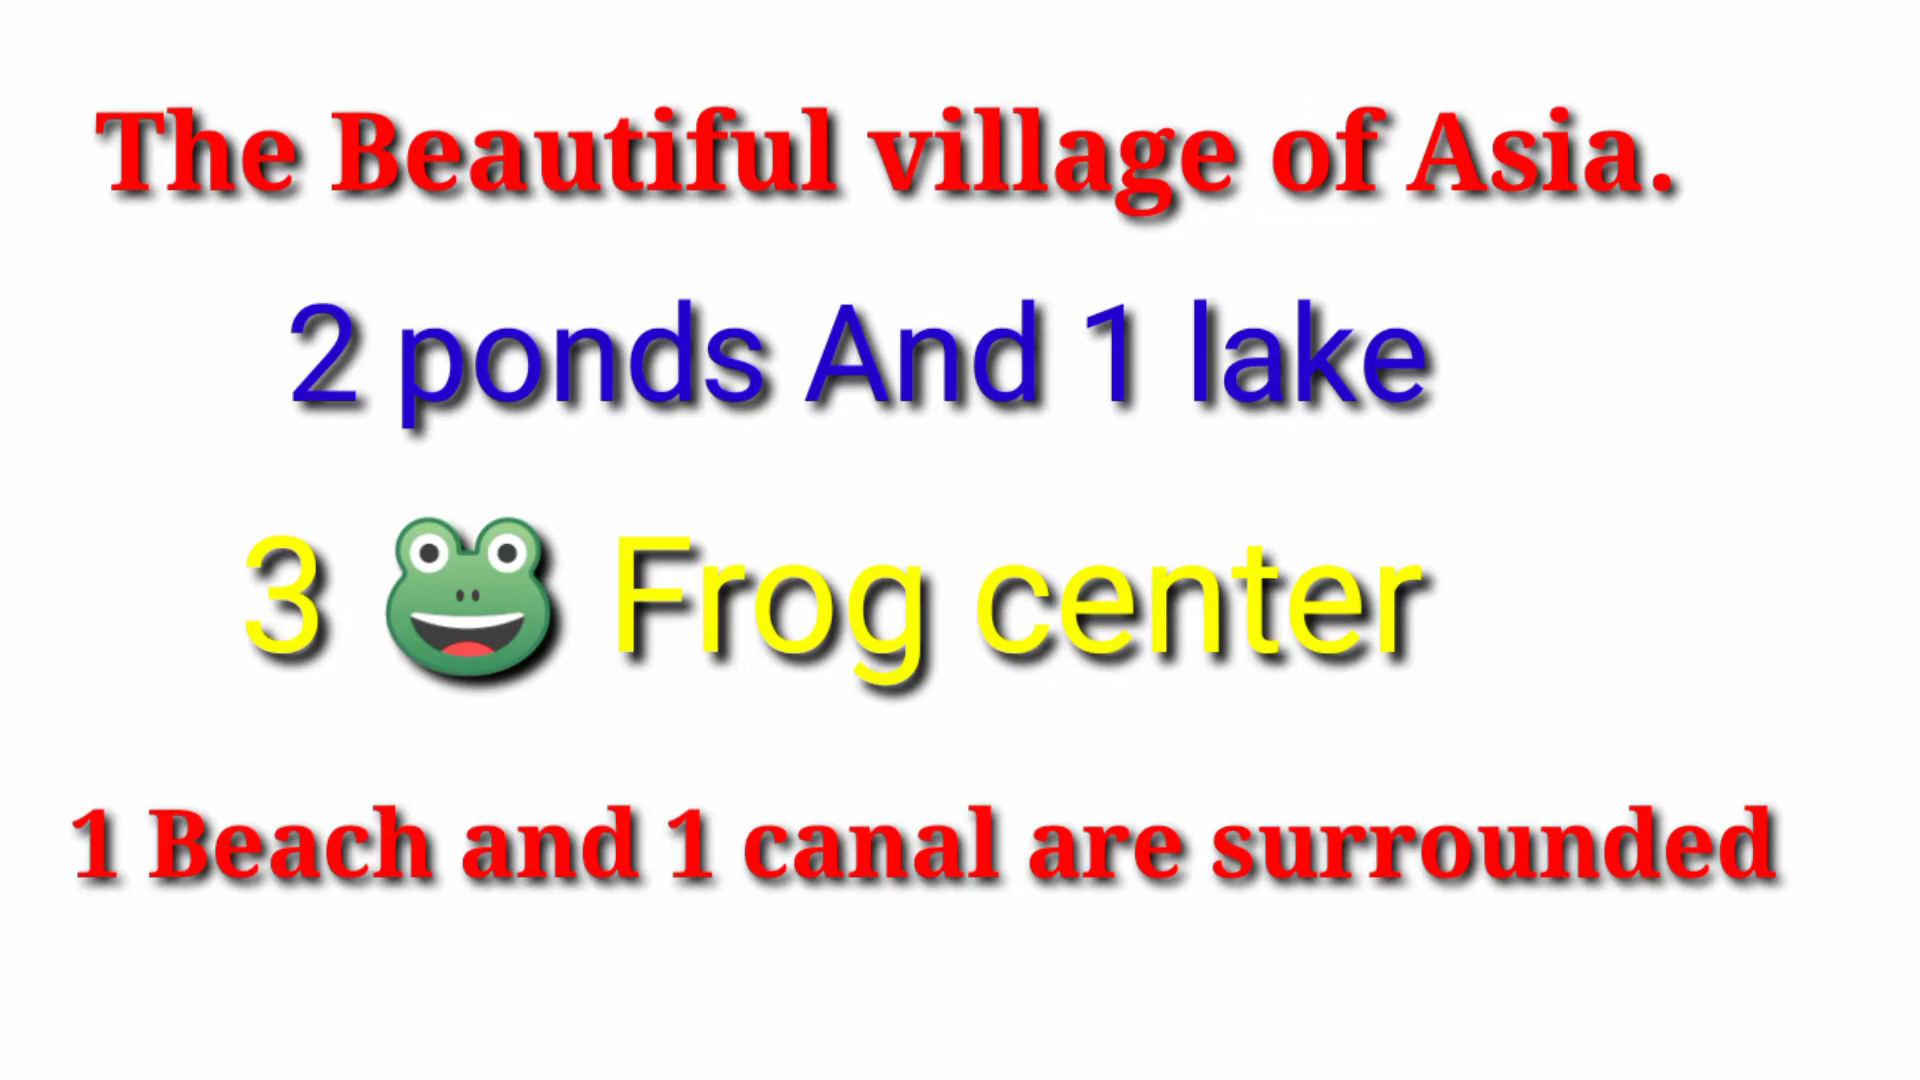 The Beautiful village of Asia.
2 ponds And 1 lake
3 🐸 Frog center
1 Beach and 1 canal are surrounded